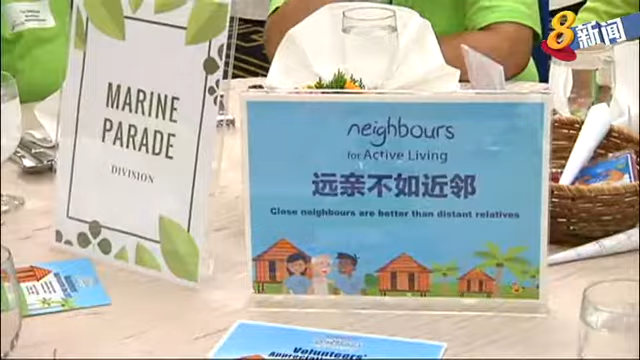 8新闻
MARINE
PARADE
DIVISION
neighbours
for Active Living
远亲不如近邻
Close neighbours are better than distant relatives
Volunteers'